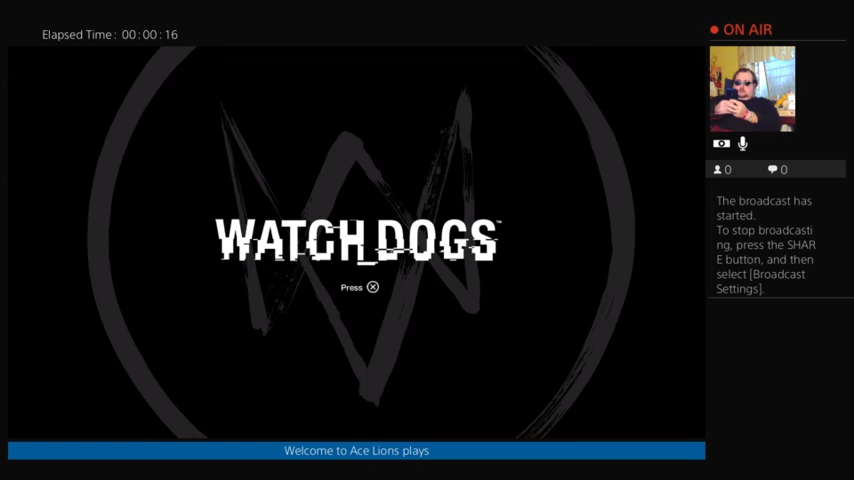 Elapsed Time: 00:00:16
ON AIR
WATCH_DOGS™
Press ⓧ
0 0
The broadcast has
started.
To stop broadcasti
ng, press the SHAR
E button, and then
select [Broadcast
Settings].
Welcome to Ace Lions plays